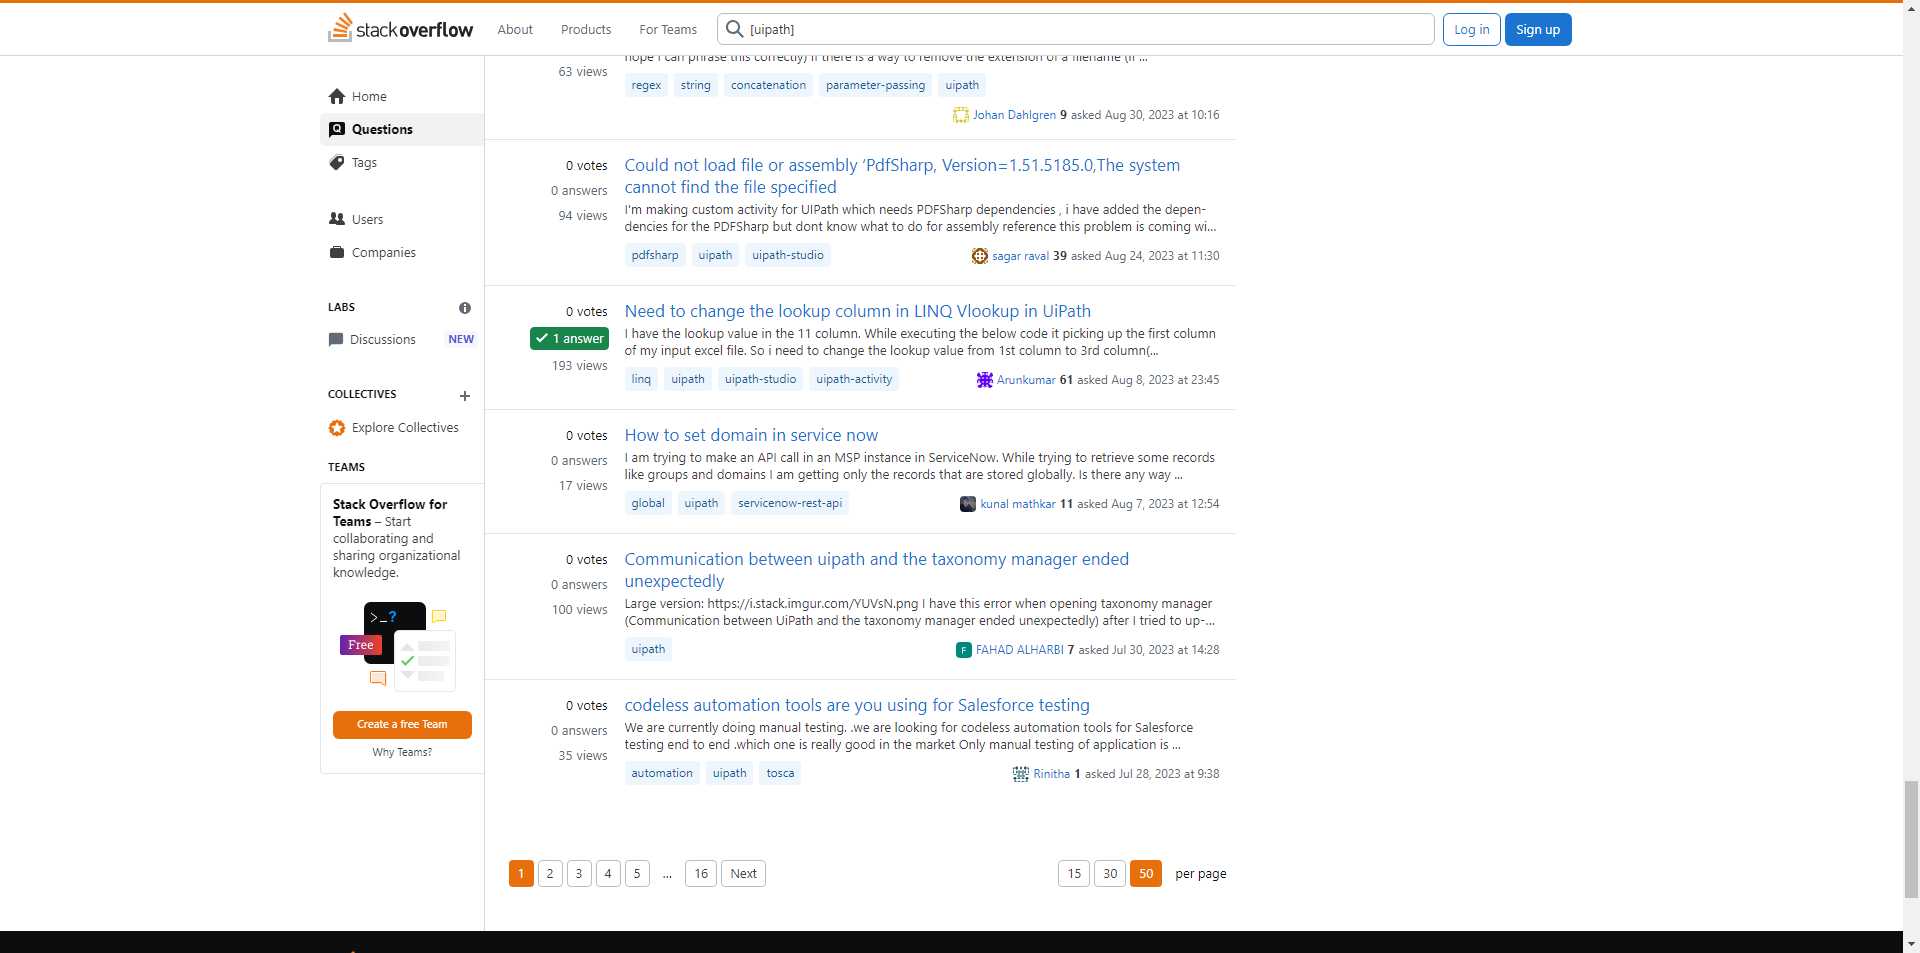 stackoverflow
About
Products
For Teams
[uipath]
Log in
Sign up
Home
Questions
Tags
Users
Companies
LABS
Discussions
NEW
COLLECTIVES
Explore Collectives
TEAMS
Stack Overflow for
Teams – Start
collaborating and
sharing organizational
knowledge.
>_?
Free
Create a free Team
Why Teams?
hope I can phrase this correctly) if there is a way to remove the extension of a filename (if ...
63 views
regex string concatenation parameter-passing uipath
Johan Dahlgren 9 asked Aug 30, 2023 at 10:16
0 votes
0 answers
94 views
Could not load file or assembly ‘PdfSharp, Version=1.51.5185.0,The system
cannot find the file specified
I'm making custom activity for UIPath which needs PDFSharp dependencies , i have added the depen-
dencies for the PDFSharp but dont know what to do for assembly reference this problem is coming wi...
pdfsharp uipath uipath-studio
sagar raval 39 asked Aug 24, 2023 at 11:30
0 votes
1 answer
193 views
Need to change the lookup column in LINQ Vlookup in UiPath
I have the lookup value in the 11 column. While executing the below code it picking up the first column
of my input excel file. So i need to change the lookup value from 1st column to 3rd column(...
linq uipath uipath-studio uipath-activity
Arunkumar 61 asked Aug 8, 2023 at 23:45
0 votes
0 answers
17 views
How to set domain in service now
I am trying to make an API call in an MSP instance in ServiceNow. While trying to retrieve some records
like groups and domains I am getting only the records that are stored globally. Is there any way ...
global uipath servicenow-rest-api
kunal mathkar 11 asked Aug 7, 2023 at 12:54
0 votes
0 answers
100 views
Communication between uipath and the taxonomy manager ended
unexpectedly
Large version: https://i.stack.imgur.com/YUVsN.png I have this error when opening taxonomy manager
(Communication between UiPath and the taxonomy manager ended unexpectedly) after I tried to up-...
uipath
F FAHAD ALHARBI 7 asked Jul 30, 2023 at 14:28
0 votes
0 answers
35 views
codeless automation tools are you using for Salesforce testing
We are currently doing manual testing. .we are looking for codeless automation tools for Salesforce
testing end to end .which one is really good in the market Only manual testing of application is ...
automation uipath tosca
Rinitha 1 asked Jul 28, 2023 at 9:38
1 2 3 4 5 ... 16 Next
15 30 50 per page